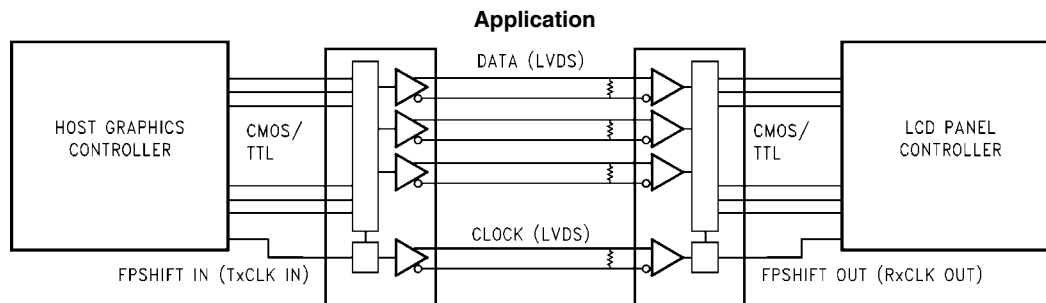 Application
DATA (LVDS)
HOST GRAPHICS
CONTROLLER
CMOS/
TTL
CMOS/
TTL
LCD PANEL
CONTROLLER
CLOCK (LVDS)
FPSHIFT IN (TxCLK IN)
FPSHIFT OUT (RxCLK OUT)